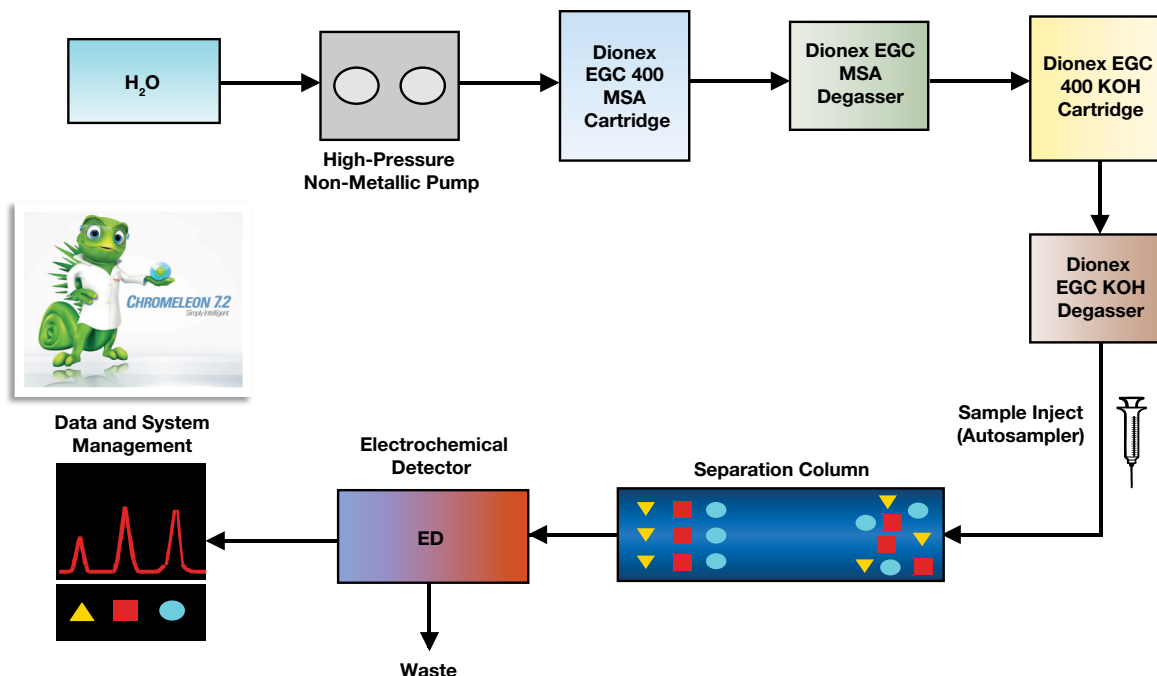 H₂O
High-Pressure
Non-Metallic Pump
Dionex
EGC 400
MSA
Cartridge
Dionex EGC
MSA
Degasser
Dionex EGC
400 KOH
Cartridge
Dionex
EGC KOH
Degasser
Sample Inject
(Autosampler)
Separation Column
Electrochemical
Detector
ED
Waste
CHROMELEON 7.2
Simply Intelligent
Data and System
Management